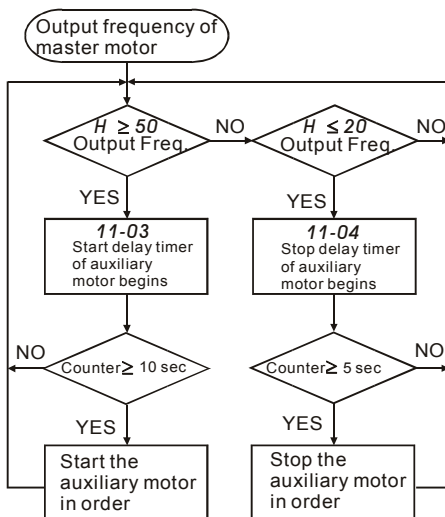 Output frequency of
master motor
H ≥ 50
Output Freq.
NO
H ≤ 20
Output Freq.
NO
YES
YES
11-03
Start delay timer
of auxiliary
motor begins
11-04
Stop delay timer
of auxiliary
motor begins
NO
Counter ≥ 10 sec
Counter ≥ 5 sec
NO
YES
YES
Start the
auxiliary motor
in order
Stop the
auxiliary motor
in order